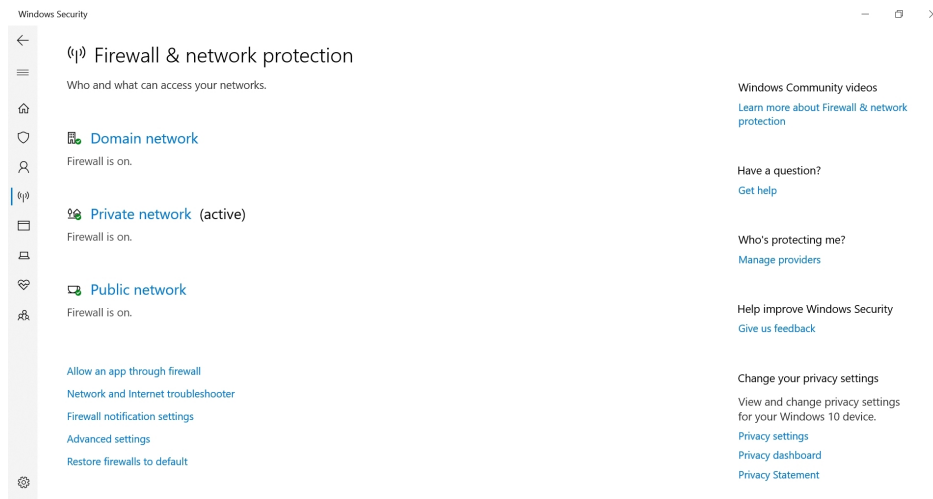 Windows Security
Firewall & network protection
Who and what can access your networks.
Domain network
Firewall is on.
Private network (active)
Firewall is on.
Public network
Firewall is on.
Allow an app through firewall
Network and Internet troubleshooter
Firewall notification settings
Advanced settings
Restore firewalls to default
Windows Community videos
Learn more about Firewall & network
protection
Have a question?
Get help
Who's protecting me?
Manage providers
Help improve Windows Security
Give us feedback
Change your privacy settings
View and change privacy settings
for your Windows 10 device.
Privacy settings
Privacy dashboard
Privacy Statement